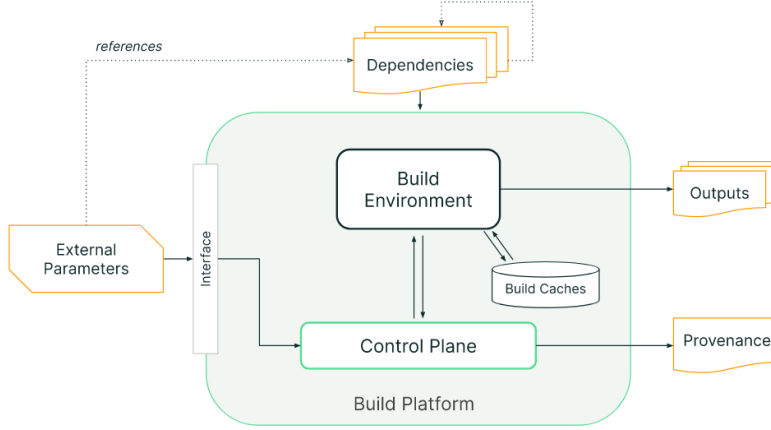 references
Dependencies
Build
Environment
Outputs
External
Parameters
Interface
Build Caches
Control Plane
Provenance
Build Platform